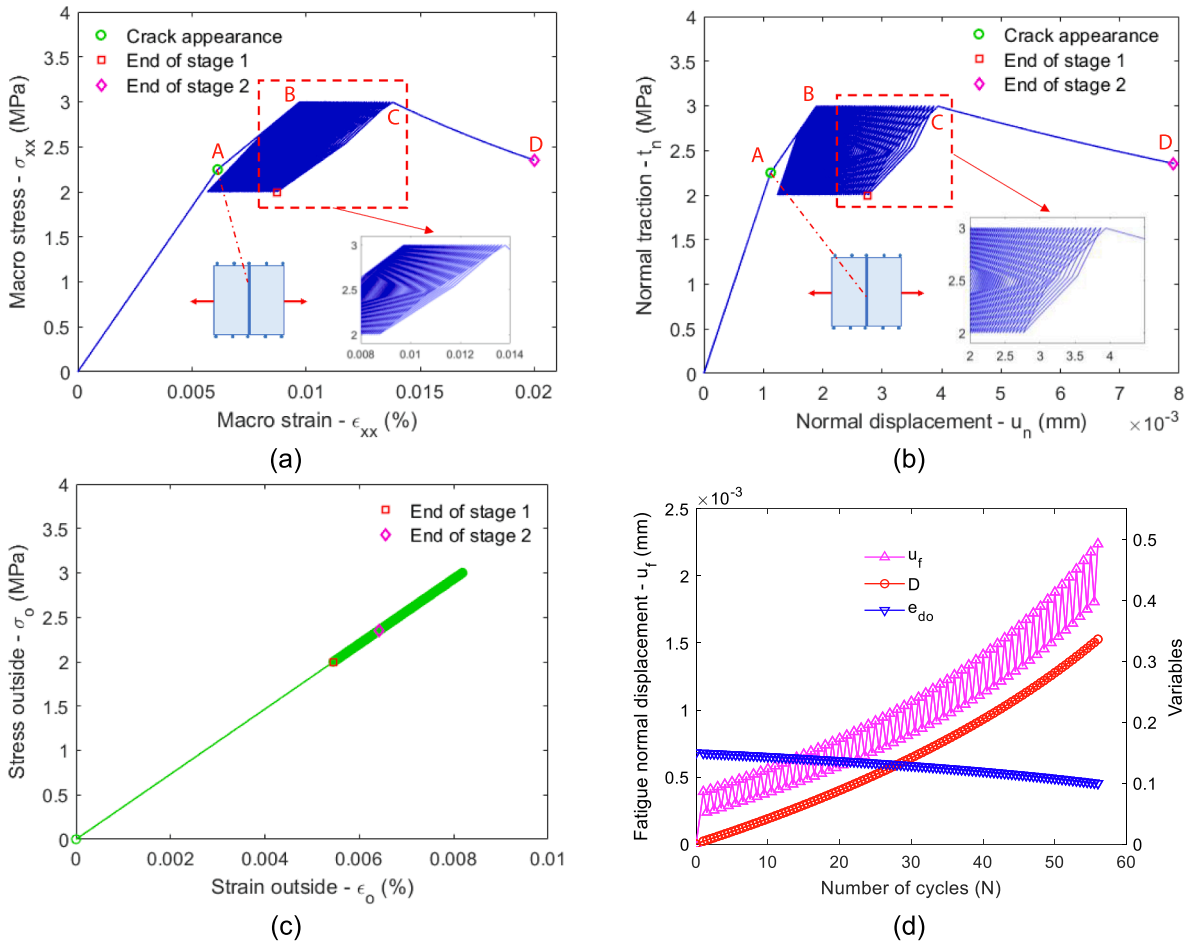 Crack appearance
End of stage 1
End of stage 2
A
B
C
D
4
3.5
3
2.5
2
1.5
1
0.5
0
Macro stress - σxx (MPa)
3
2.5
2
0.008 0.01 0.012 0.014
0 0.005 0.01 0.015 0.02
Macro strain - ϵxx (%)
(a)
Crack appearance
End of stage 1
End of stage 2
A
B
C
D
4
3.5
3
2.5
2
1.5
1
0.5
0
Normal traction - tn (MPa)
3
2.5
2
2 2.5 3 3.5 4
0 1 2 3 4 5 6 7 8
Normal displacement - un (mm) ×10-3
(b)
End of stage 1
End of stage 2
4
3.5
3
2.5
2
1.5
1
0.5
0
Stress outside - σo (MPa)
0 0.002 0.004 0.006 0.008 0.01
Strain outside - ϵo (%)
(c)
×10-3
uf
D
edo
2.5
2
1.5
1
0.5
0
Fatigue normal displacement - uf (mm)
0.5
0.4
0.3
0.2
0.1
0
Variables
0 10 20 30 40 50 60
Number of cycles (N)
(d)